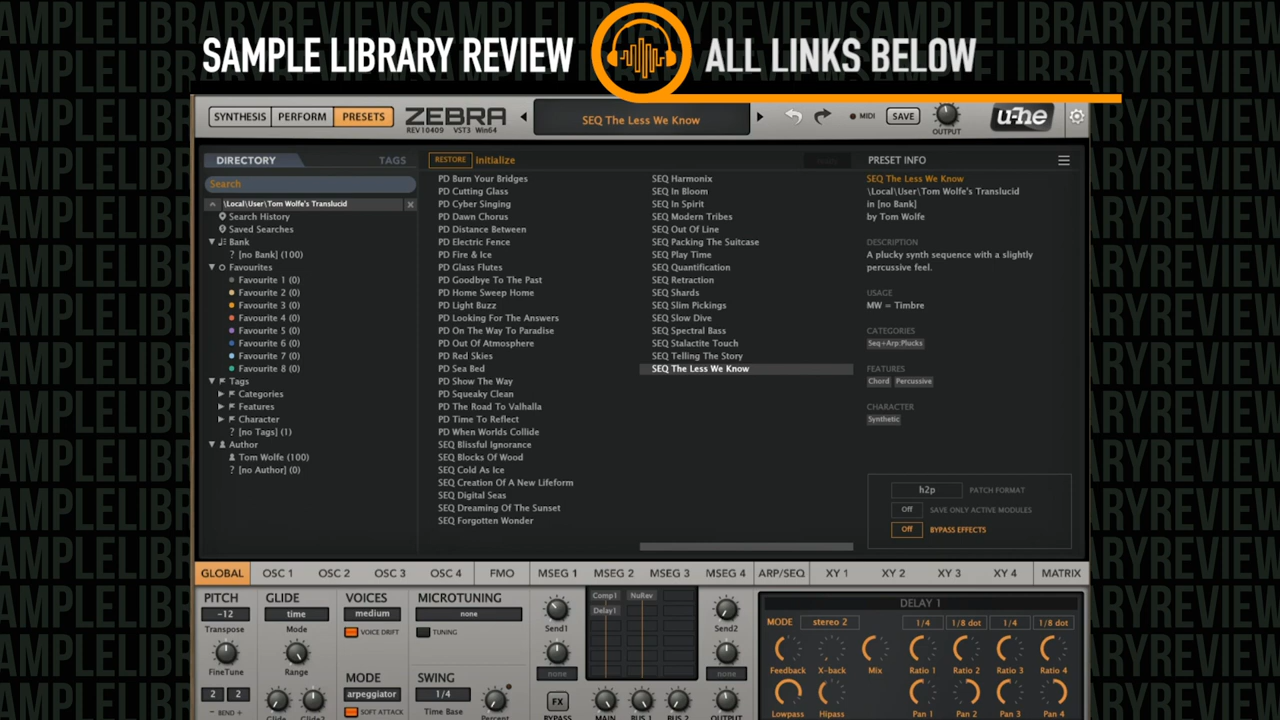 SAMPLE LIBRARY REVIEW
ALL LINKS BELOW
SYNTHESIS PERFORM PRESETS
ZEBRA
REV10409 VST3 Win64
SEQ The Less We Know
MIDI
SAVE
OUTPUT
u-he
DIRECTORY
TAGS
Search
\Local\User\Tom Wolfe's Translucid
Search History
Saved Searches
Bank
? [no Bank] (100)
Favourites
Favourite 1 (0)
Favourite 2 (0)
Favourite 3 (0)
Favourite 4 (0)
Favourite 5 (0)
Favourite 6 (0)
Favourite 7 (0)
Favourite 8 (0)
Tags
Categories
Features
Character
? [no Tags] (1)
Author
Tom Wolfe (100)
? [no Author] (0)
RESTORE Initialize
PD Burn Your Bridges
PD Cutting Glass
PD Cyber Singing
PD Dawn Chorus
PD Distance Between
PD Electric Fence
PD Fire & Ice
PD Glass Flutes
PD Goodbye To The Past
PD Home Sweep Home
PD Light Buzz
PD Looking For The Answers
PD On The Way To Paradise
PD Out Of Atmosphere
PD Red Skies
PD Sea Bed
PD Show The Way
PD Squeaky Clean
PD The Road To Valhalla
PD Time To Reflect
PD When Worlds Collide
SEQ Blissful Ignorance
SEQ Blocks Of Wood
SEQ Cold As Ice
SEQ Creation Of A New Lifeform
SEQ Digital Seas
SEQ Dreaming Of The Sunset
SEQ Forgotten Wonder
SEQ Harmonix
SEQ In Bloom
SEQ In Spirit
SEQ Modern Tribes
SEQ Out Of Line
SEQ Packing The Suitcase
SEQ Play Time
SEQ Quantification
SEQ Retraction
SEQ Shards
SEQ Slim Pickings
SEQ Slow Dive
SEQ Spectral Bass
SEQ Stalactite Touch
SEQ Telling The Story
SEQ The Less We Know
PRESET INFO
SEQ The Less We Know
\Local\User\Tom Wolfe's Translucid
in [no Bank]
by Tom Wolfe
DESCRIPTION
A plucky synth sequence with a slightly
percussive feel.
USAGE
MW = Timbre
CATEGORIES
Seq+Arp:Plucks
FEATURES
Chord Percussive
CHARACTER
Synthetic
h2p PATCH FORMAT
Off SAVE ONLY ACTIVE MODULES
Off BYPASS EFFECTS
GLOBAL OSC 1 OSC 2 OSC 3 OSC 4 FMO MSEG 1 MSEG 2 MSEG 3 MSEG 4 ARP/SEQ XY 1 XY 2 XY 3 XY 4 MATRIX
PITCH
-12
Transpose
FineTune
2 2
- BEND +
GLIDE
time
Mode
Range
Glide Glide2
VOICES
medium
VOICE DRIFT
MODE
arpeggiator
SOFT ATTACK
MICROTUNING
none
TUNING
SWING
1/4
Time Base
Percent
Send1
none
FX
BYPASS
Comp1 NuRev
Delay1
MAIN BUS 1 BUS 2 OUTPUT
Send2
none
DELAY 1
MODE stereo 2
1/4 1/8 dot 1/4 1/8 dot
Feedback X-back Mix Ratio 1 Ratio 2 Ratio 3 Ratio 4
Lowpass Hipass Pan 1 Pan 2 Pan 3 Pan 4